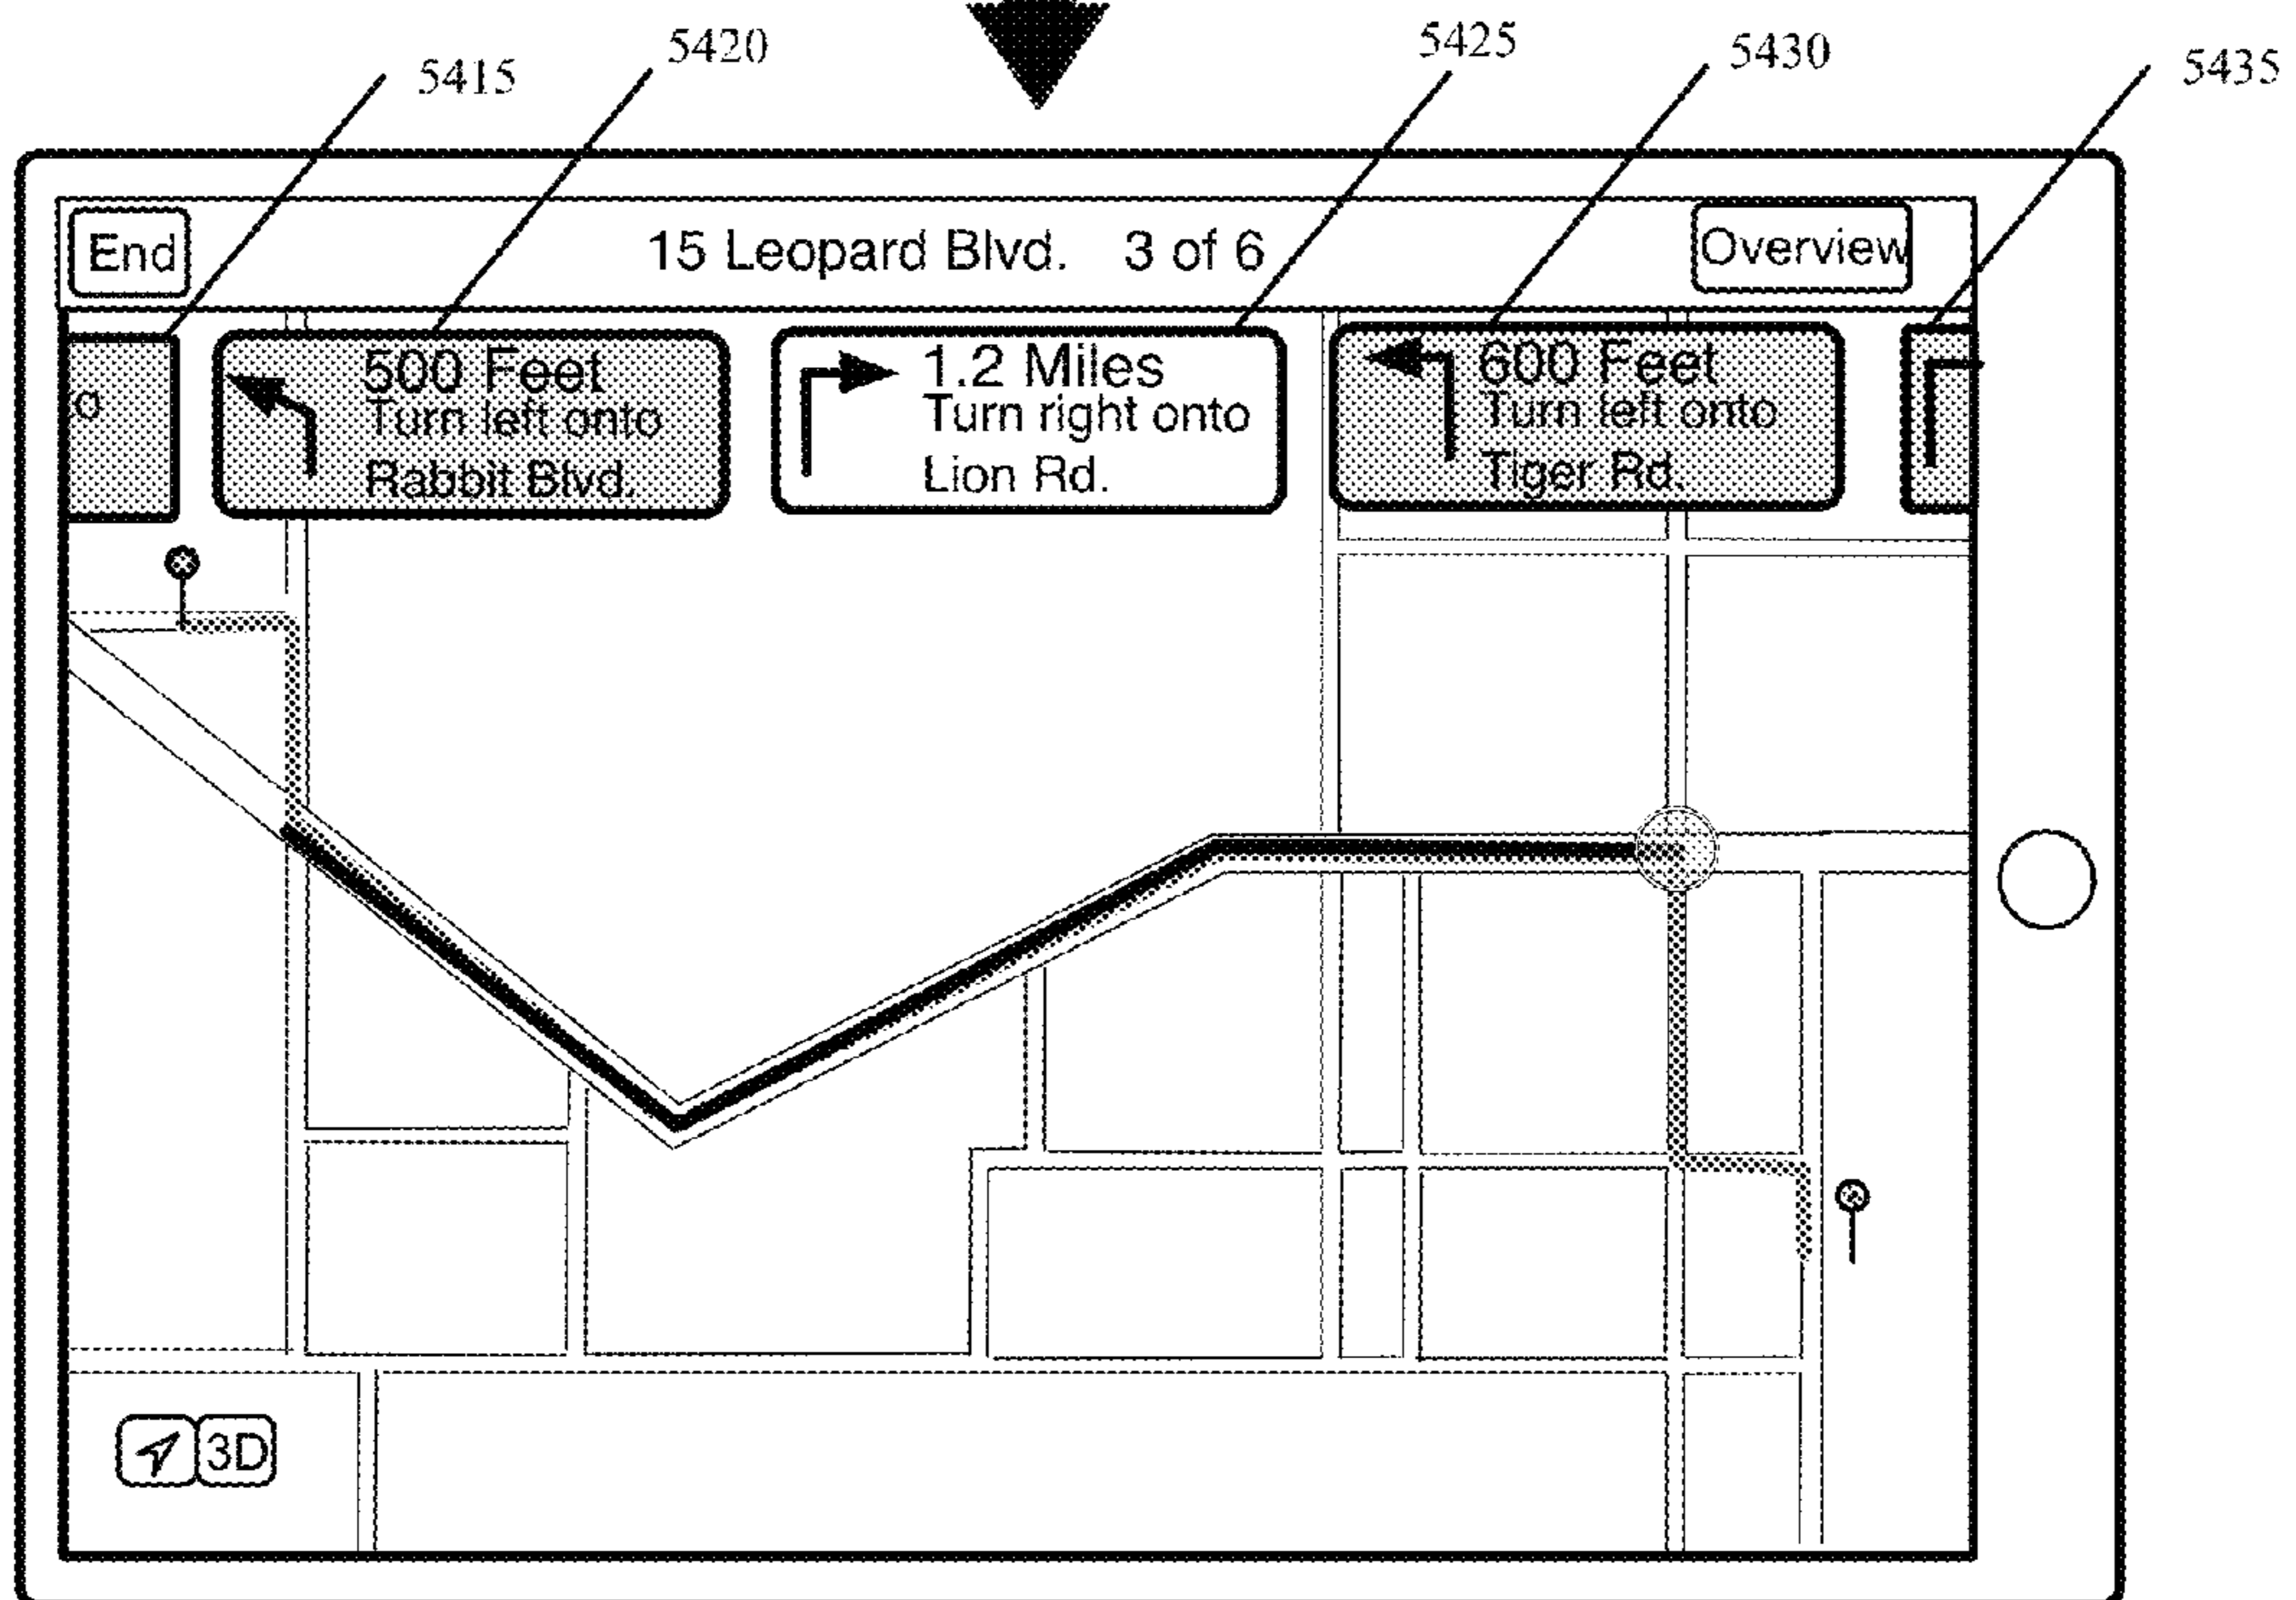 5415
5420
5425
5430
5435
End
15 Leopard Blvd. 3 of 6
Overview
o
500 Feet
Turn left onto
Rabbit Blvd.
1.2 Miles
Turn right onto
Lion Rd.
600 Feet
Turn left onto
Tiger Rd.
3D